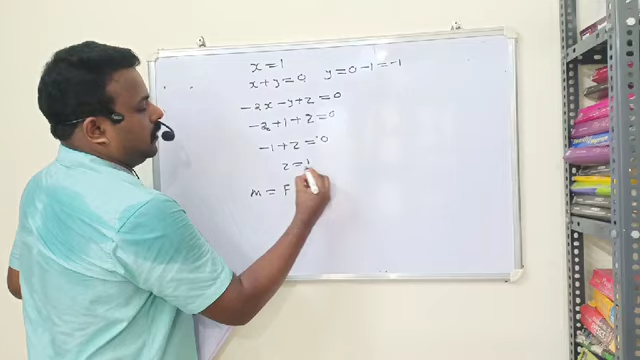 x = 1
x + y = 0 y = 0 - 1 = -1
-2x - y + z = 0
-2 + 1 + z = 0
-1 + z = 0
z = 1
m = F